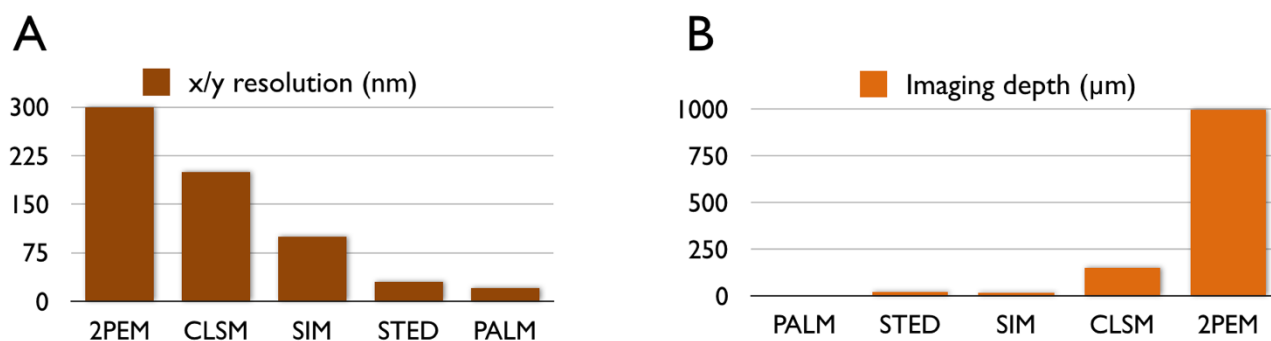 A
x/y resolution (nm)
300
225
150
75
0
2PEM CLSM SIM STED PALM
B
Imaging depth (µm)
1000
750
500
250
0
PALM STED SIM CLSM 2PEM